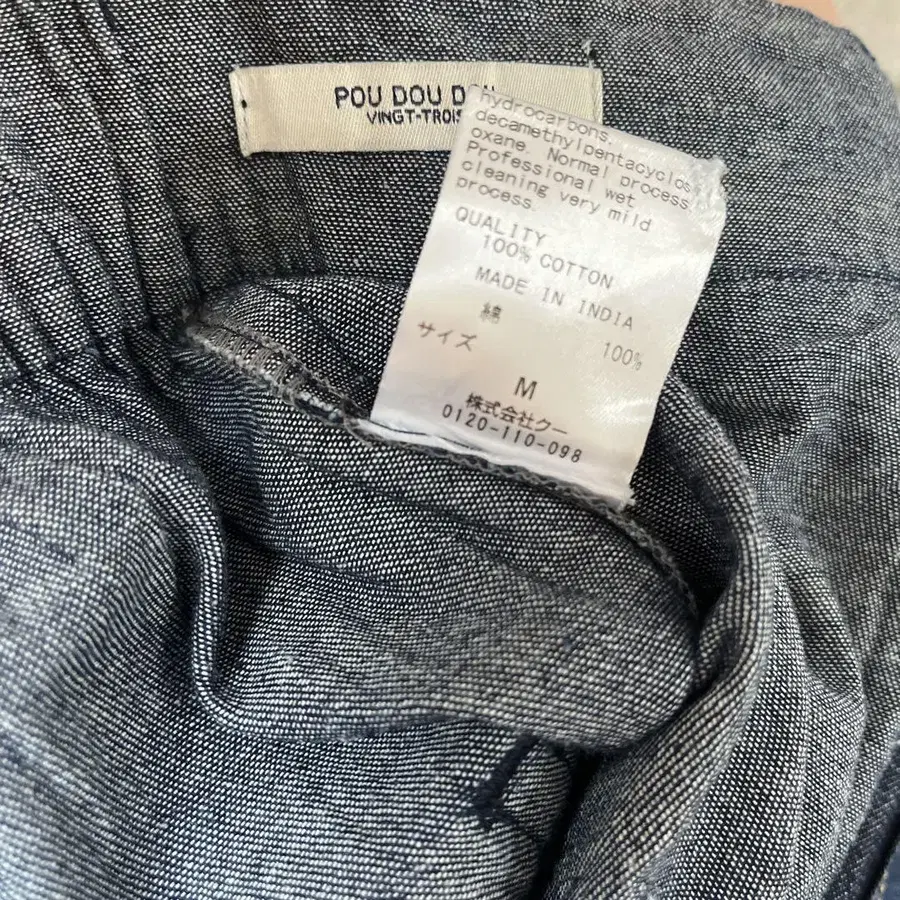 POU DOU
VINGT-TROIS
hydrocarbons,
decamethylpentacyclos
oxane. Normal process.
Professional wet
cleaning very mild
process.
QUALITY
100% COTTON
MADE IN INDIA
綿 100%
サイズ
M
株式会社クー
0120-110-098